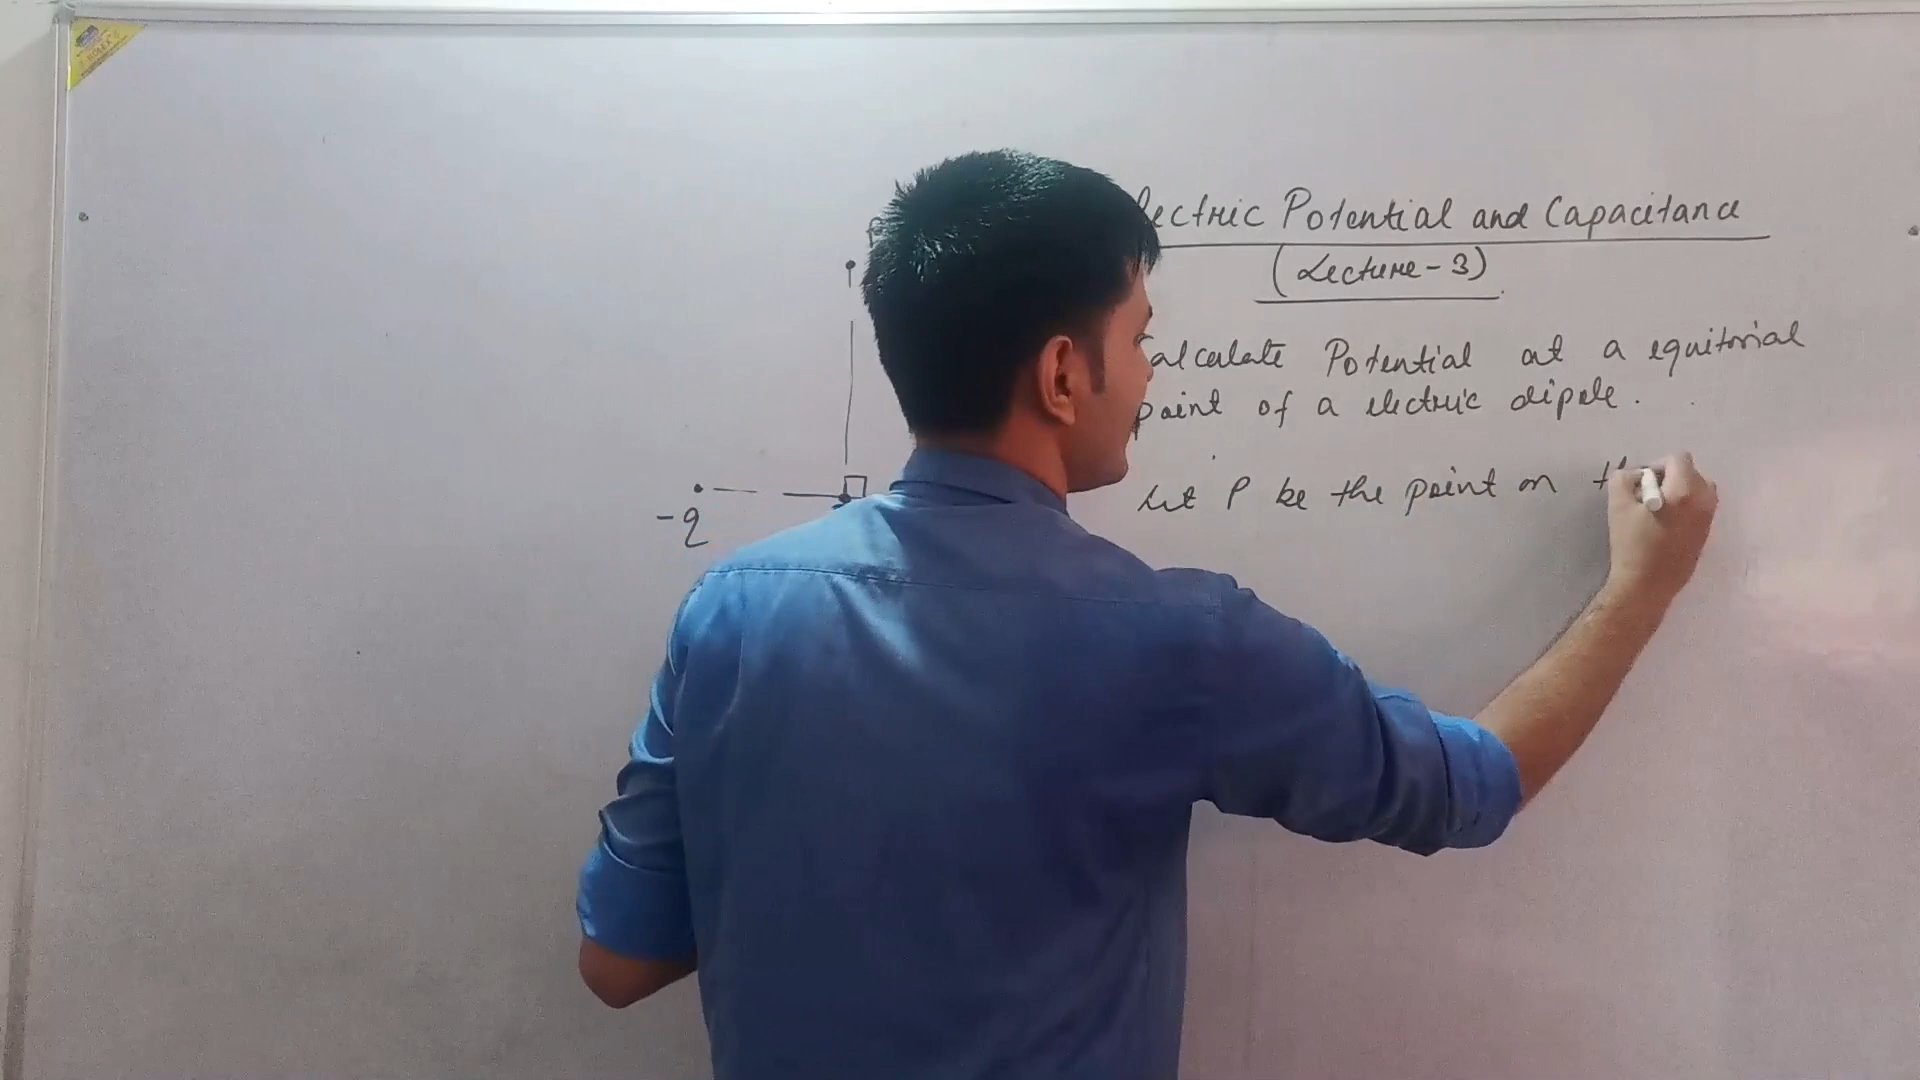 lectric Potential and Capacitance
(Lecture-3)
alculate Potential at a equitorial
point of a electric dipole.
Let P be the point on
-q